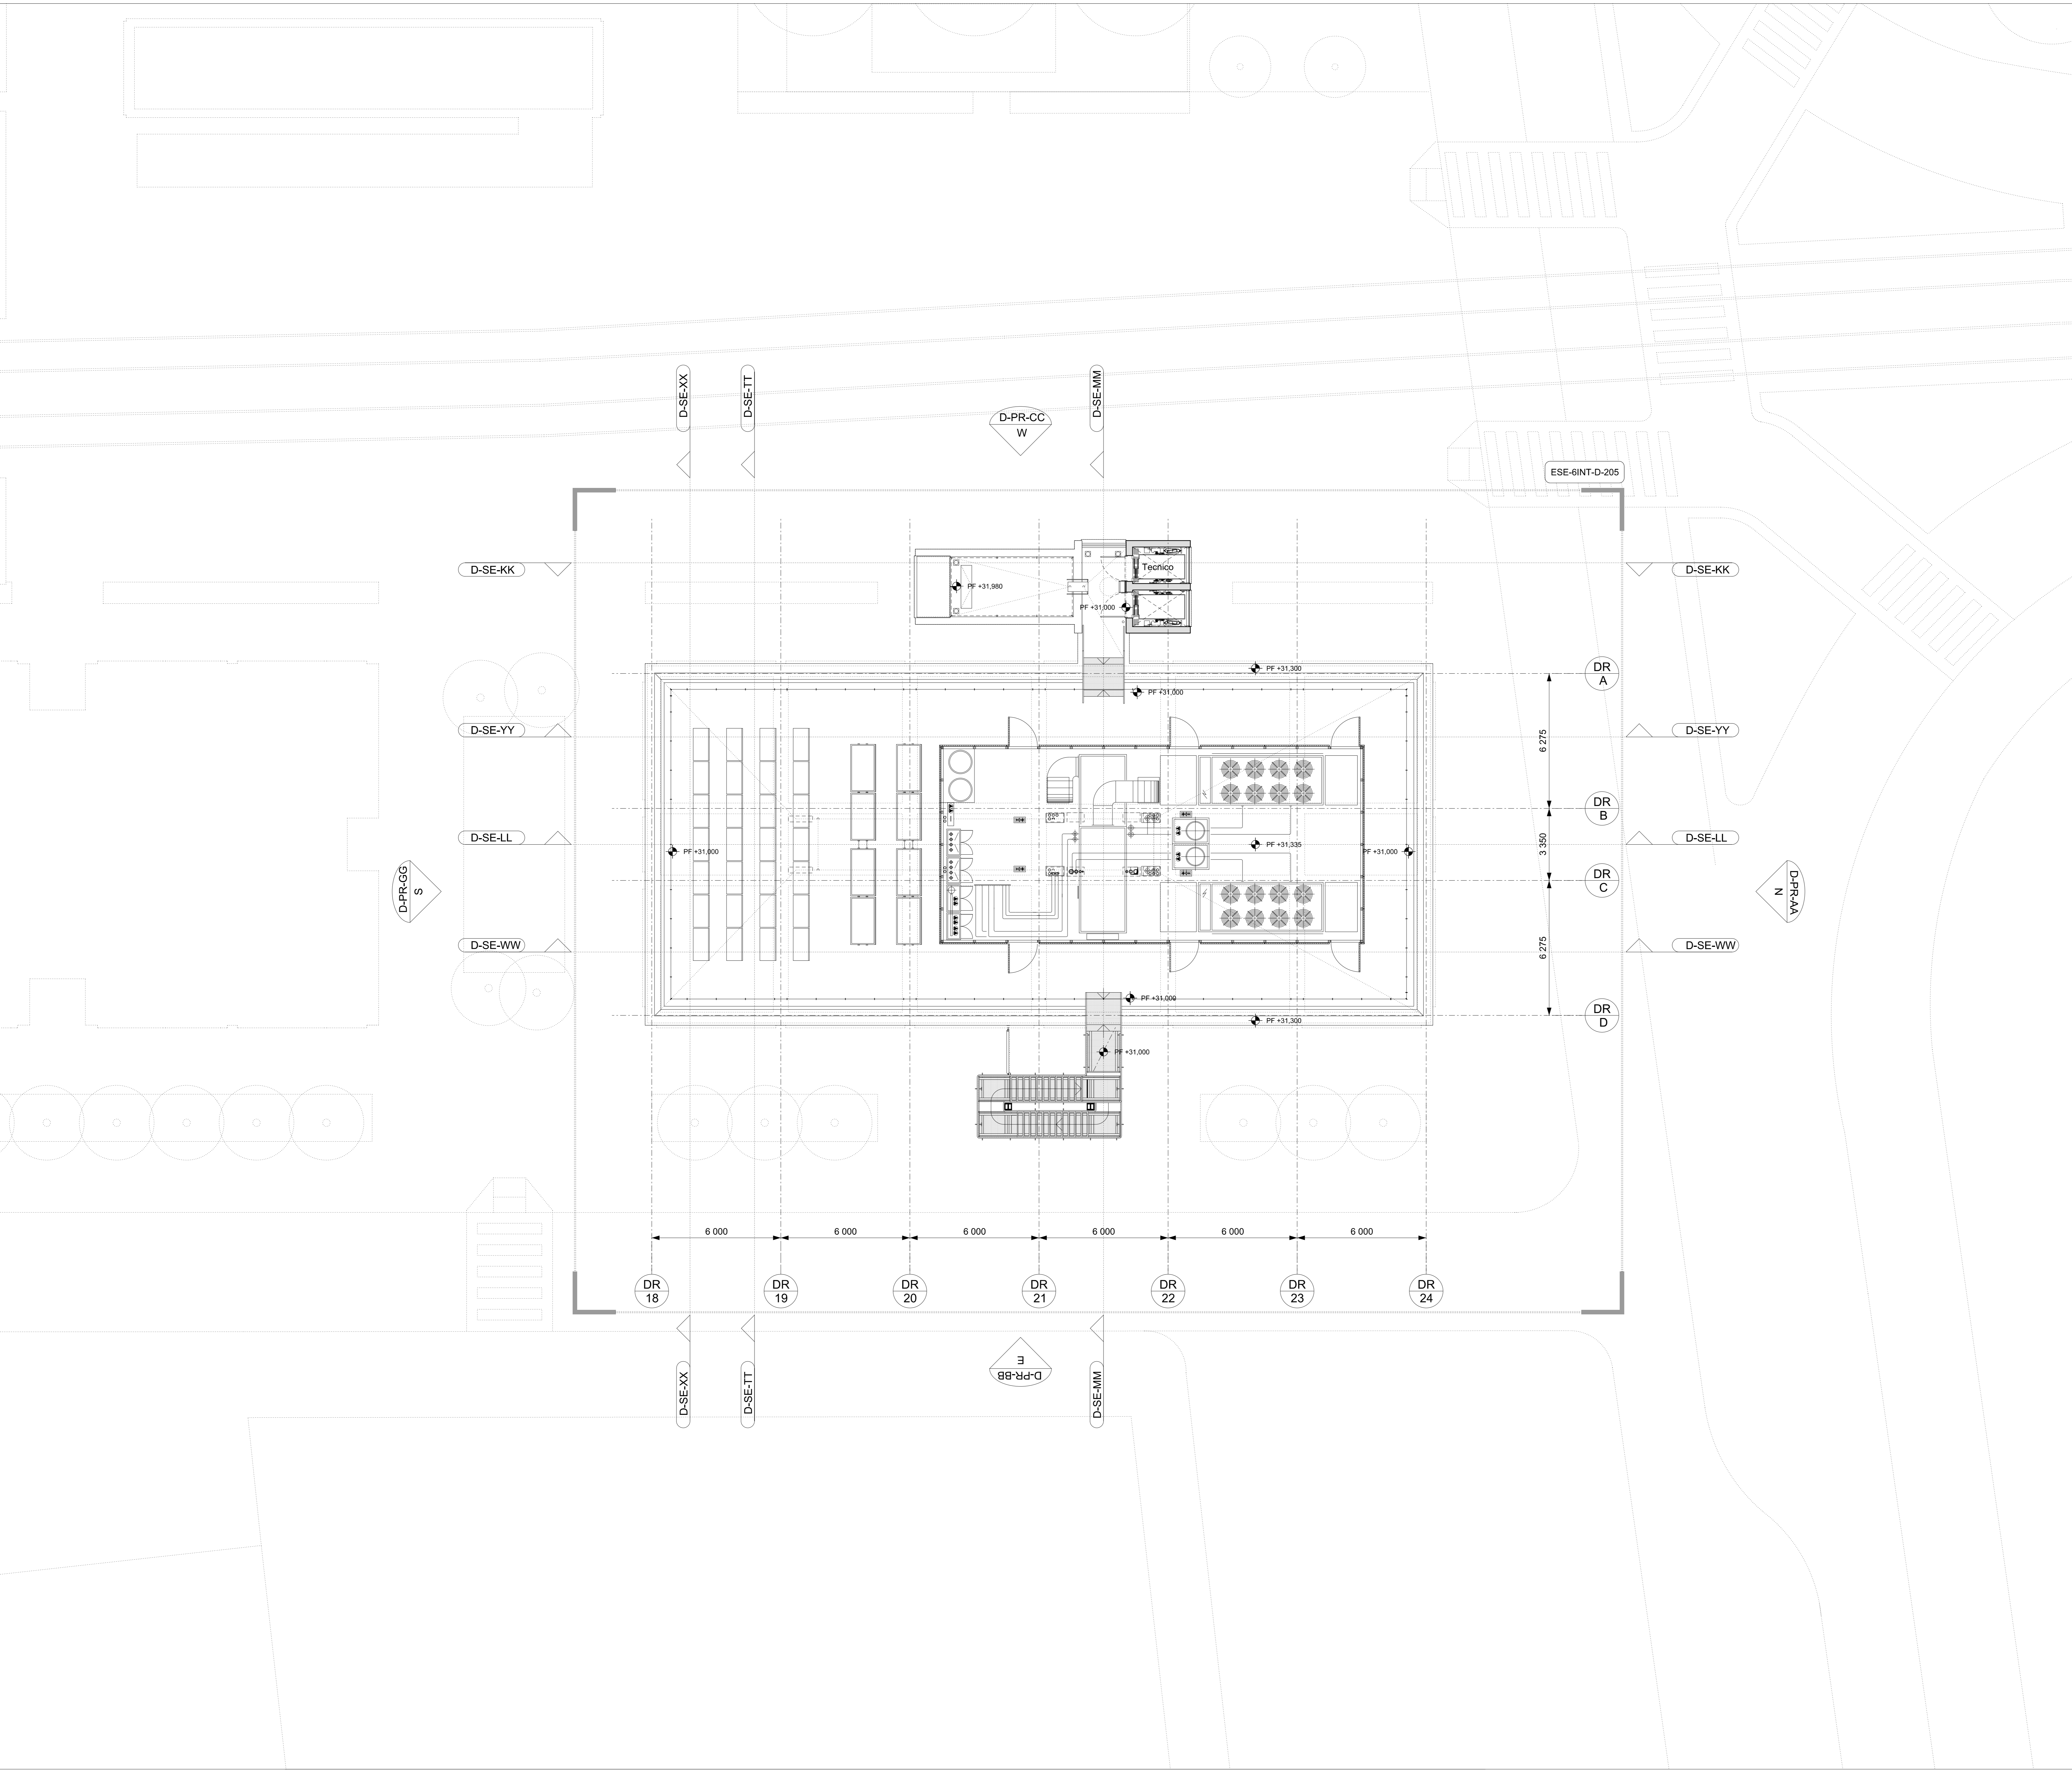 D-SE-XX
D-SE-TT
D-PR-CC
W
D-SE-MM
ESE-6INT-D-205
D-SE-KK
D-SE-KK
Tecnico
PF +31,980
PF +31,000
PF +31,300
DR
A
PF +31,000
D-SE-YY
D-SE-YY
6 275
DR
B
D-SE-LL
D-SE-LL
3 350
PF +31,000
PF +31,335
PF +31,000
DR
C
D-PR-GG
S
D-PR-AA
N
D-SE-WW
D-SE-WW
6 275
PF +31,000
PF +31,300
DR
D
PF +31,000
6 000
6 000
6 000
6 000
6 000
6 000
DR
18
DR
19
DR
20
DR
21
DR
22
DR
23
DR
24
E
D-PR-BB
D-SE-XX
D-SE-TT
D-SE-MM